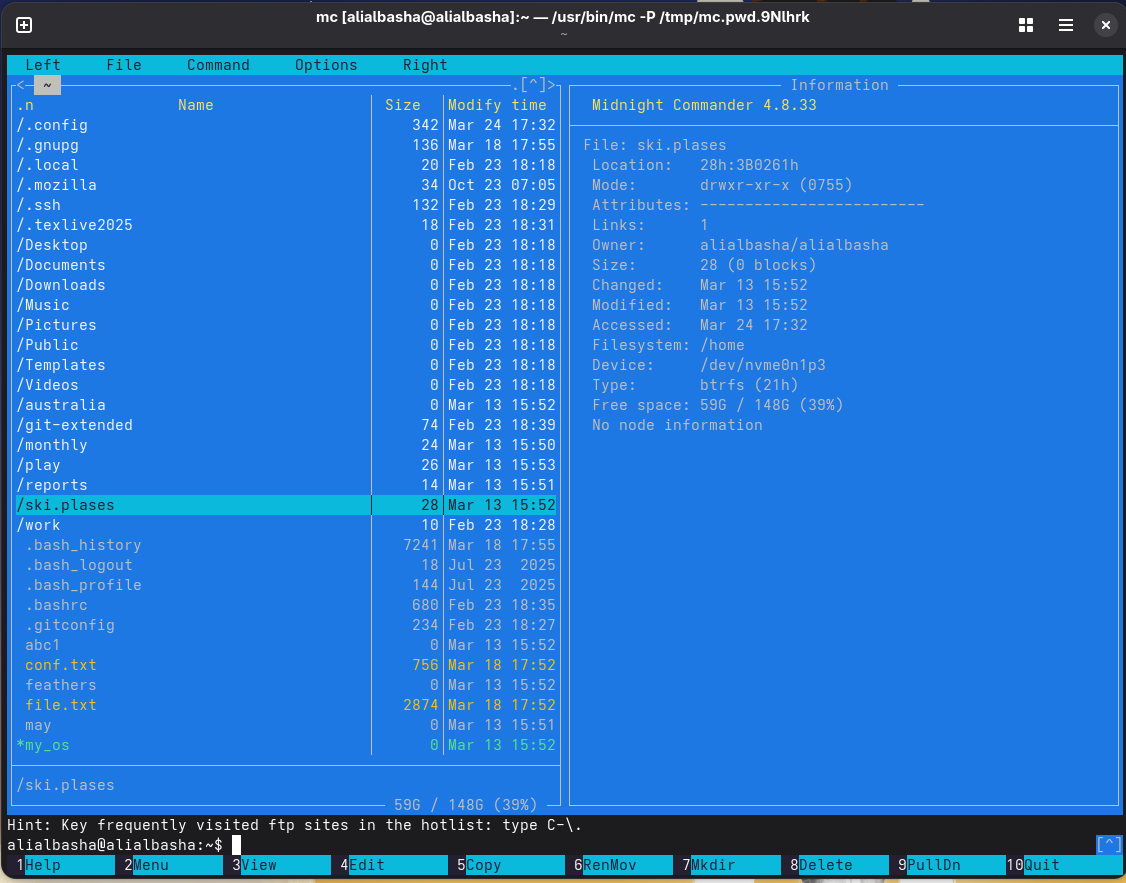 mc [alialbasha@alialbasha]:~ — /usr/bin/mc -P /tmp/mc.pwd.9Nlhrk
~
Left File Command Options Right
<─ ~ .[^]>
.n Name Size Modify time
/.config 342 Mar 24 17:32
/.gnupg 136 Mar 18 17:55
/.local 20 Feb 23 18:18
/.mozilla 34 Oct 23 07:05
/.ssh 132 Feb 23 18:29
/.texlive2025 18 Feb 23 18:31
/Desktop 0 Feb 23 18:18
/Documents 0 Feb 23 18:18
/Downloads 0 Feb 23 18:18
/Music 0 Feb 23 18:18
/Pictures 0 Feb 23 18:18
/Public 0 Feb 23 18:18
/Templates 0 Feb 23 18:18
/Videos 0 Feb 23 18:18
/australia 0 Mar 13 15:52
/git-extended 74 Feb 23 18:39
/monthly 24 Mar 13 15:50
/play 26 Mar 13 15:53
/reports 14 Mar 13 15:51
/ski.plases 28 Mar 13 15:52
/work 10 Feb 23 18:28
.bash_history 7241 Mar 18 17:55
.bash_logout 18 Jul 23 2025
.bash_profile 144 Jul 23 2025
.bashrc 680 Feb 23 18:35
.gitconfig 234 Feb 23 18:27
abc1 0 Mar 13 15:52
conf.txt 756 Mar 18 17:52
feathers 0 Mar 13 15:52
file.txt 2874 Mar 18 17:52
may 0 Mar 13 15:51
*my_os 0 Mar 13 15:52
/ski.plases
59G / 148G (39%)
Information
Midnight Commander 4.8.33
File: ski.plases
Location: 28h:3B0261h
Mode: drwxr-xr-x (0755)
Attributes: -------------------------
Links: 1
Owner: alialbasha/alialbasha
Size: 28 (0 blocks)
Changed: Mar 13 15:52
Modified: Mar 13 15:52
Accessed: Mar 24 17:32
Filesystem: /home
Device: /dev/nvme0n1p3
Type: btrfs (21h)
Free space: 59G / 148G (39%)
No node information
Hint: Key frequently visited ftp sites in the hotlist: type C-\.
alialbasha@alialbasha:~$ [^]
1Help 2Menu 3View 4Edit 5Copy 6RenMov 7Mkdir 8Delete 9PullDn 10Quit